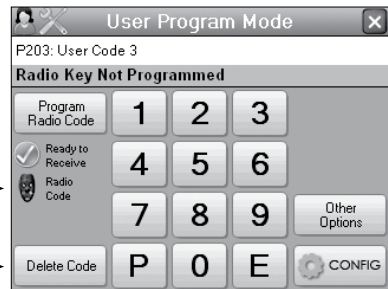 User Program Mode
P203: User Code 3
Radio Key Not Programmed
Program
Radio Code
1 2 3
Ready to
Receive
4 5 6
Radio
Code
7 8 9
Other
Options
Delete Code
P 0 E
CONFIG